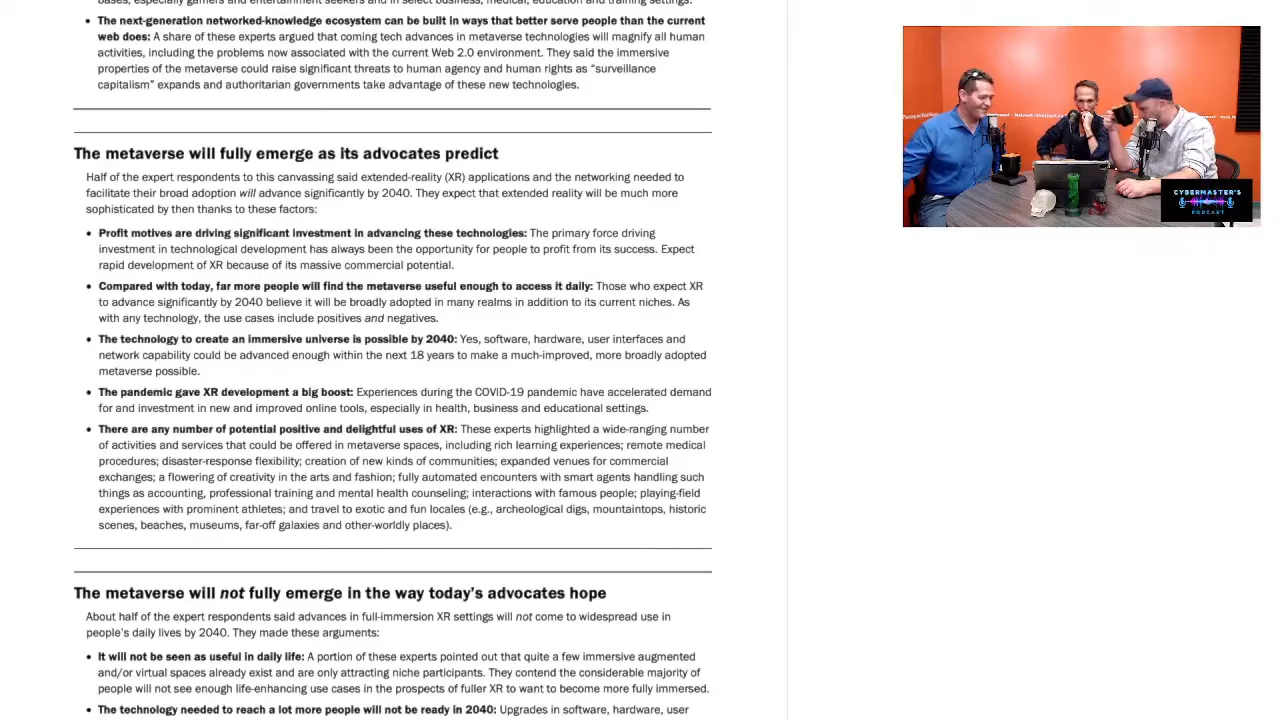 bases, especially gamers and entertainment seekers and in select business, medical, education and training settings.
• The next-generation networked-knowledge ecosystem can be built in ways that better serve people than the current
web does: A share of these experts argued that coming tech advances in metaverse technologies will magnify all human
activities, including the problems now associated with the current Web 2.0 environment. They said the immersive
properties of the metaverse could raise significant threats to human agency and human rights as “surveillance
capitalism” expands and authoritarian governments take advantage of these new technologies.
The metaverse will fully emerge as its advocates predict
Half of the expert respondents to this canvassing said extended-reality (XR) applications and the networking needed to
facilitate their broad adoption will advance significantly by 2040. They expect that extended reality will be much more
sophisticated by then thanks to these factors:
• Profit motives are driving significant investment in advancing these technologies: The primary force driving
investment in technological development has always been the opportunity for people to profit from its success. Expect
rapid development of XR because of its massive commercial potential.
• Compared with today, far more people will find the metaverse useful enough to access it daily: Those who expect XR
to advance significantly by 2040 believe it will be broadly adopted in many realms in addition to its current niches. As
with any technology, the use cases include positives and negatives.
• The technology to create an immersive universe is possible by 2040: Yes, software, hardware, user interfaces and
network capability could be advanced enough within the next 18 years to make a much-improved, more broadly adopted
metaverse possible.
• The pandemic gave XR development a big boost: Experiences during the COVID-19 pandemic have accelerated demand
for and investment in new and improved online tools, especially in health, business and educational settings.
• There are any number of potential positive and delightful uses of XR: These experts highlighted a wide-ranging number
of activities and services that could be offered in metaverse spaces, including rich learning experiences; remote medical
procedures; disaster-response flexibility; creation of new kinds of communities; expanded venues for commercial
exchanges; a flowering of creativity in the arts and fashion; fully automated encounters with smart agents handling such
things as accounting, professional training and mental health counseling; interactions with famous people; playing-field
experiences with prominent athletes; and travel to exotic and fun locales (e.g., archeological digs, mountaintops, historic
scenes, beaches, museums, far-off galaxies and other-worldly places).
The metaverse will not fully emerge in the way today’s advocates hope
About half of the expert respondents said advances in full-immersion XR settings will not come to widespread use in
people’s daily lives by 2040. They made these arguments:
• It will not be seen as useful in daily life: A portion of these experts pointed out that quite a few immersive augmented
and/or virtual spaces already exist and are only attracting niche participants. They contend the considerable majority of
people will not see enough life-enhancing use cases in the prospects of fuller XR to want to become more fully immersed.
• The technology needed to reach a lot more people will not be ready in 2040: Upgrades in software, hardware, user
CYBERMASTER'S
PODCAST